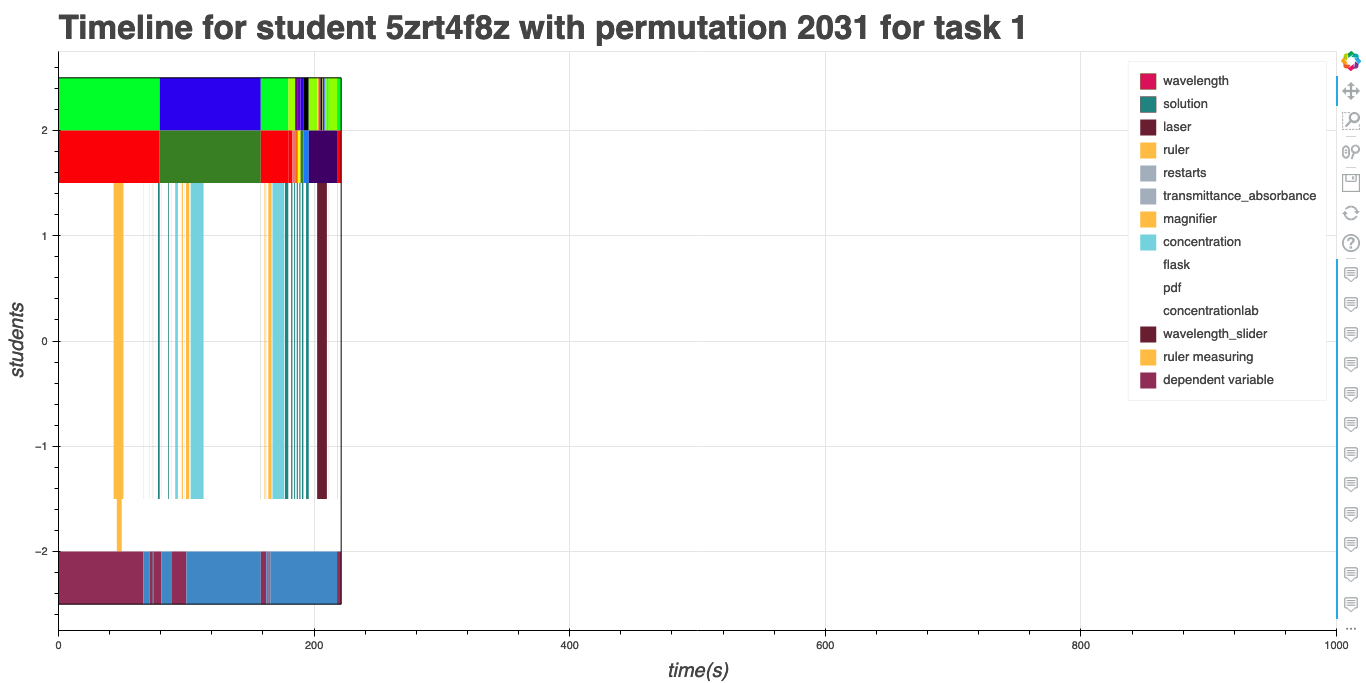 Timeline for student 5zrt4f8z with permutation 2031 for task 1
wavelength
solution
laser
ruler
restarts
transmittance_absorbance
magnifier
concentration
flask
pdf
concentrationlab
wavelength_slider
ruler measuring
dependent variable
students
2
1
0
−1
−2
0 200 400 600 800 1000
time(s)